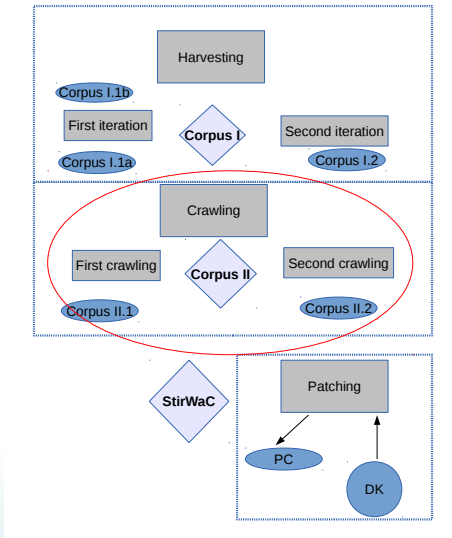 Harvesting
Corpus I.1b
First iteration
Corpus I
Second iteration
Corpus I.1a
Corpus I.2
Crawling
First crawling
Corpus II
Second crawling
Corpus II.1
Corpus II.2
StirWaC
Patching
PC
DK